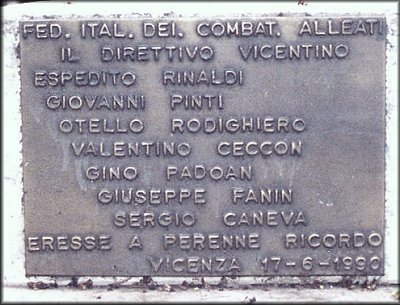 FED. ITAL. DEI. COMBAT. ALLEATI
IL DIRETTIVO VICENTINO
ESPEDITO RINALDI
GIOVANNI PINTI
OTELLO RODIGHIERO
VALENTINO CECCON
GINO PADOAN
GIUSEPPE FANIN
SERGIO CANEVA
ERESSE A PERENNE RICORDO
VICENZA 17-6-1990